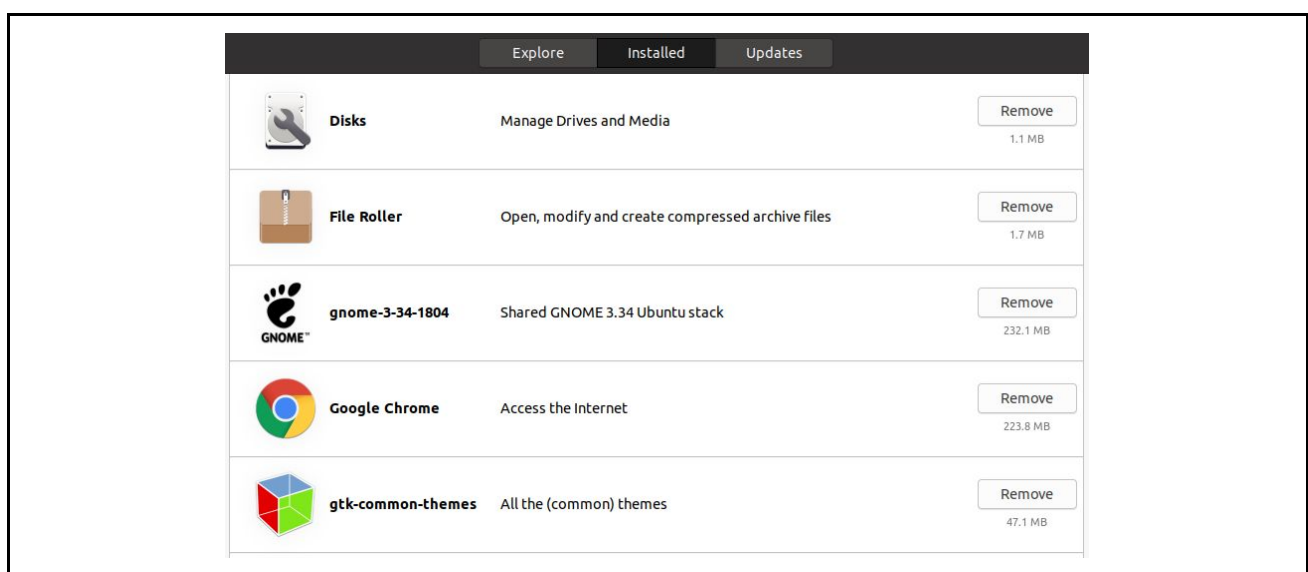 Explore Installed Updates
Disks Manage Drives and Media Remove
1.1 MB
File Roller Open, modify and create compressed archive files Remove
1.7 MB
gnome-3-34-1804 Shared GNOME 3.34 Ubuntu stack Remove
GNOME™ 232.1 MB
Google Chrome Access the Internet Remove
223.8 MB
gtk-common-themes All the (common) themes Remove
47.1 MB